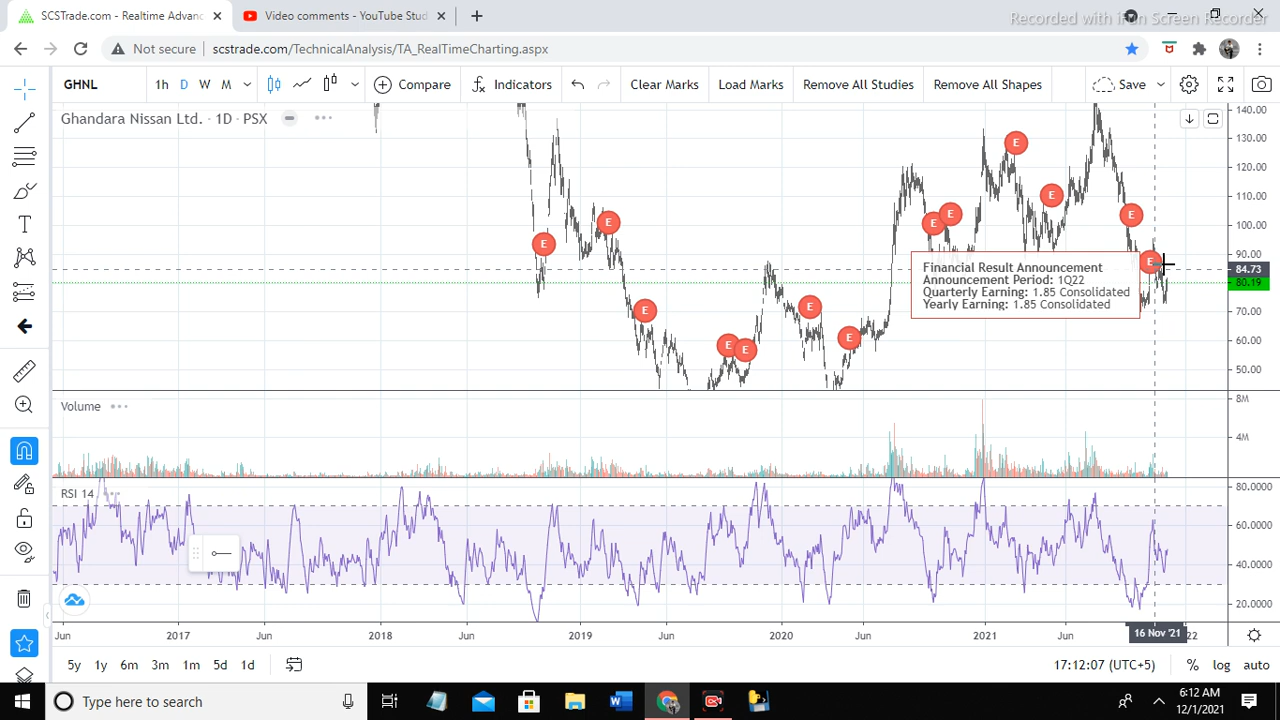 SCSTrade.com - Realtime Advanc
Video comments - YouTube Stud
Recorded with iFun Screen Recorder
Not secure
scstrade.com/TechnicalAnalysis/TA_RealTimeCharting.aspx
GHNL 1h D W M Compare Indicators Clear Marks Load Marks Remove All Studies Remove All Shapes Save
Ghandara Nissan Ltd. · 1D · PSX
140.00
130.00
120.00
110.00
100.00
90.00
84.73
80.19
70.00
60.00
50.00
E
E
E
E
E
E
E
E
E
E
E
E
E
E
Financial Result Announcement
Announcement Period: 1Q22
Quarterly Earning: 1.85 Consolidated
Yearly Earning: 1.85 Consolidated
Volume
8M
4M
RSI 14
80.0000
60.0000
40.0000
20.0000
Jun 2017 Jun 2018 Jun 2019 Jun 2020 Jun 2021 Jun 16 Nov '21 22
5y 1y 6m 3m 1m 5d 1d
17:12:07 (UTC+5) % log auto
Type here to search
6:12 AM
12/1/2021